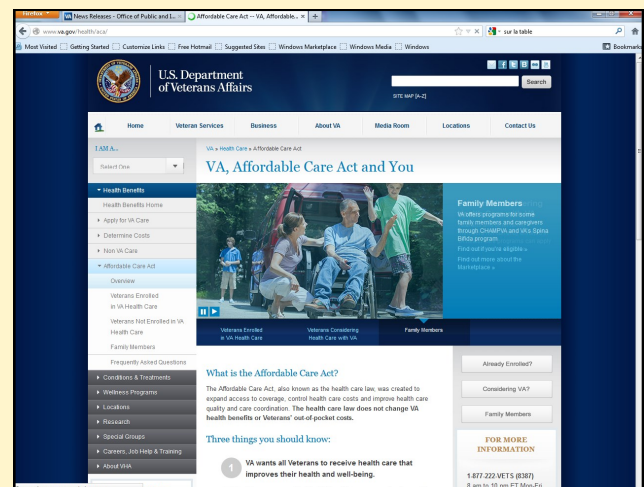 Firefox
News Releases - Office of Public and I...
Affordable Care Act -- VA, Affordable...
www.va.gov/health/aca/
sur la table
Most Visited Getting Started Customize Links Free Hotmail Suggested Sites Windows Marketplace Windows Media Windows
Bookmarks
U.S. Department
of Veterans Affairs
Search
SITE MAP [A-Z]
Home Veteran Services Business About VA Media Room Locations Contact Us
I AM A...
Select One
VA » Health Care » Affordable Care Act
VA, Affordable Care Act and You
Health Benefits
Health Benefits Home
Apply for VA Care
Determine Costs
Non VA Care
Affordable Care Act
Overview
Veterans Enrolled
in VA Health Care
Veterans Not Enrolled in VA
Health Care
Family Members
Frequently Asked Questions
Conditions & Treatments
Wellness Programs
Locations
Research
Special Groups
Careers, Job Help & Training
About VHA
Family Members
VA offers programs for some
family members and caregivers
through CHAMPVA and VA's Spina
Bifida program.
Find out if you're eligible »
Find out more about the
Marketplace »
Veterans Enrolled
in VA Health Care
Veterans Considering
Health Care with VA
Family Members
What is the Affordable Care Act?
The Affordable Care Act, also known as the health care law, was created to
expand access to coverage, control health care costs and improve health care
quality and care coordination. The health care law does not change VA
health benefits or Veterans' out-of-pocket costs.
Three things you should know:
1
VA wants all Veterans to receive health care that
improves their health and well-being.
Already Enrolled?
Considering VA?
Family Members
FOR MORE
INFORMATION
1-877-222-VETS (8387)
8 am to 10 pm ET Mon-Fri